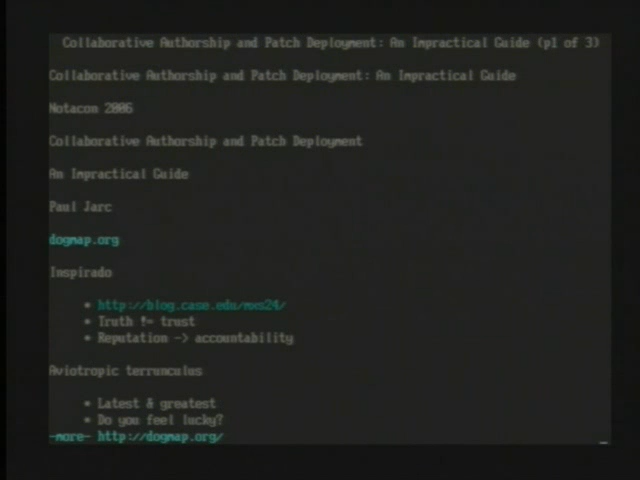 Collaborative Authorship and Patch Deployment: An Impractical Guide (p1 of 3)
Collaborative Authorship and Patch Deployment: An Impractical Guide
Notacon 2006
Collaborative Authorship and Patch Deployment
An Impractical Guide
Paul Jarc
dogmap.org
Inspirado
* http://blog.case.edu/mxs24/
* Truth != trust
* Reputation -> accountability
Aviotropic terrunculus
* Latest & greatest
* Do you feel lucky?
-more- http://dogmap.org/